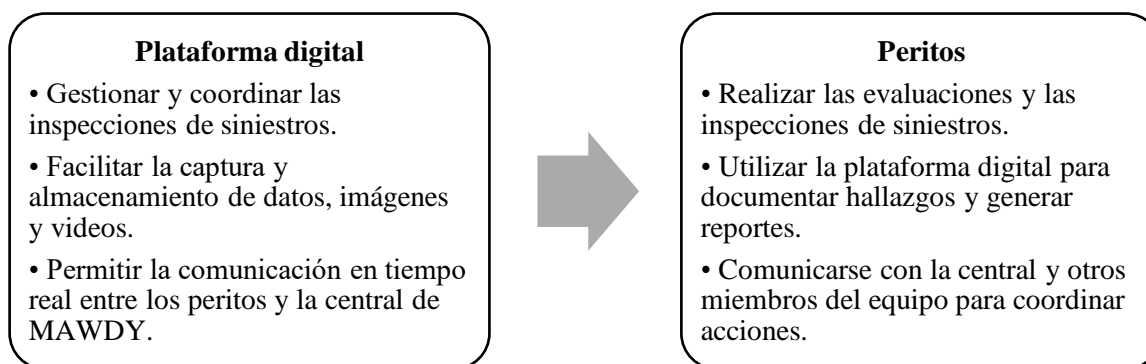 Plataforma digital
• Gestionar y coordinar las
inspecciones de siniestros.
• Facilitar la captura y
almacenamiento de datos, imágenes
y videos.
• Permitir la comunicación en tiempo
real entre los peritos y la central de
MAWDY.
Peritos
• Realizar las evaluaciones y las
inspecciones de siniestros.
• Utilizar la plataforma digital para
documentar hallazgos y generar
reportes.
• Comunicarse con la central y otros
miembros del equipo para coordinar
acciones.